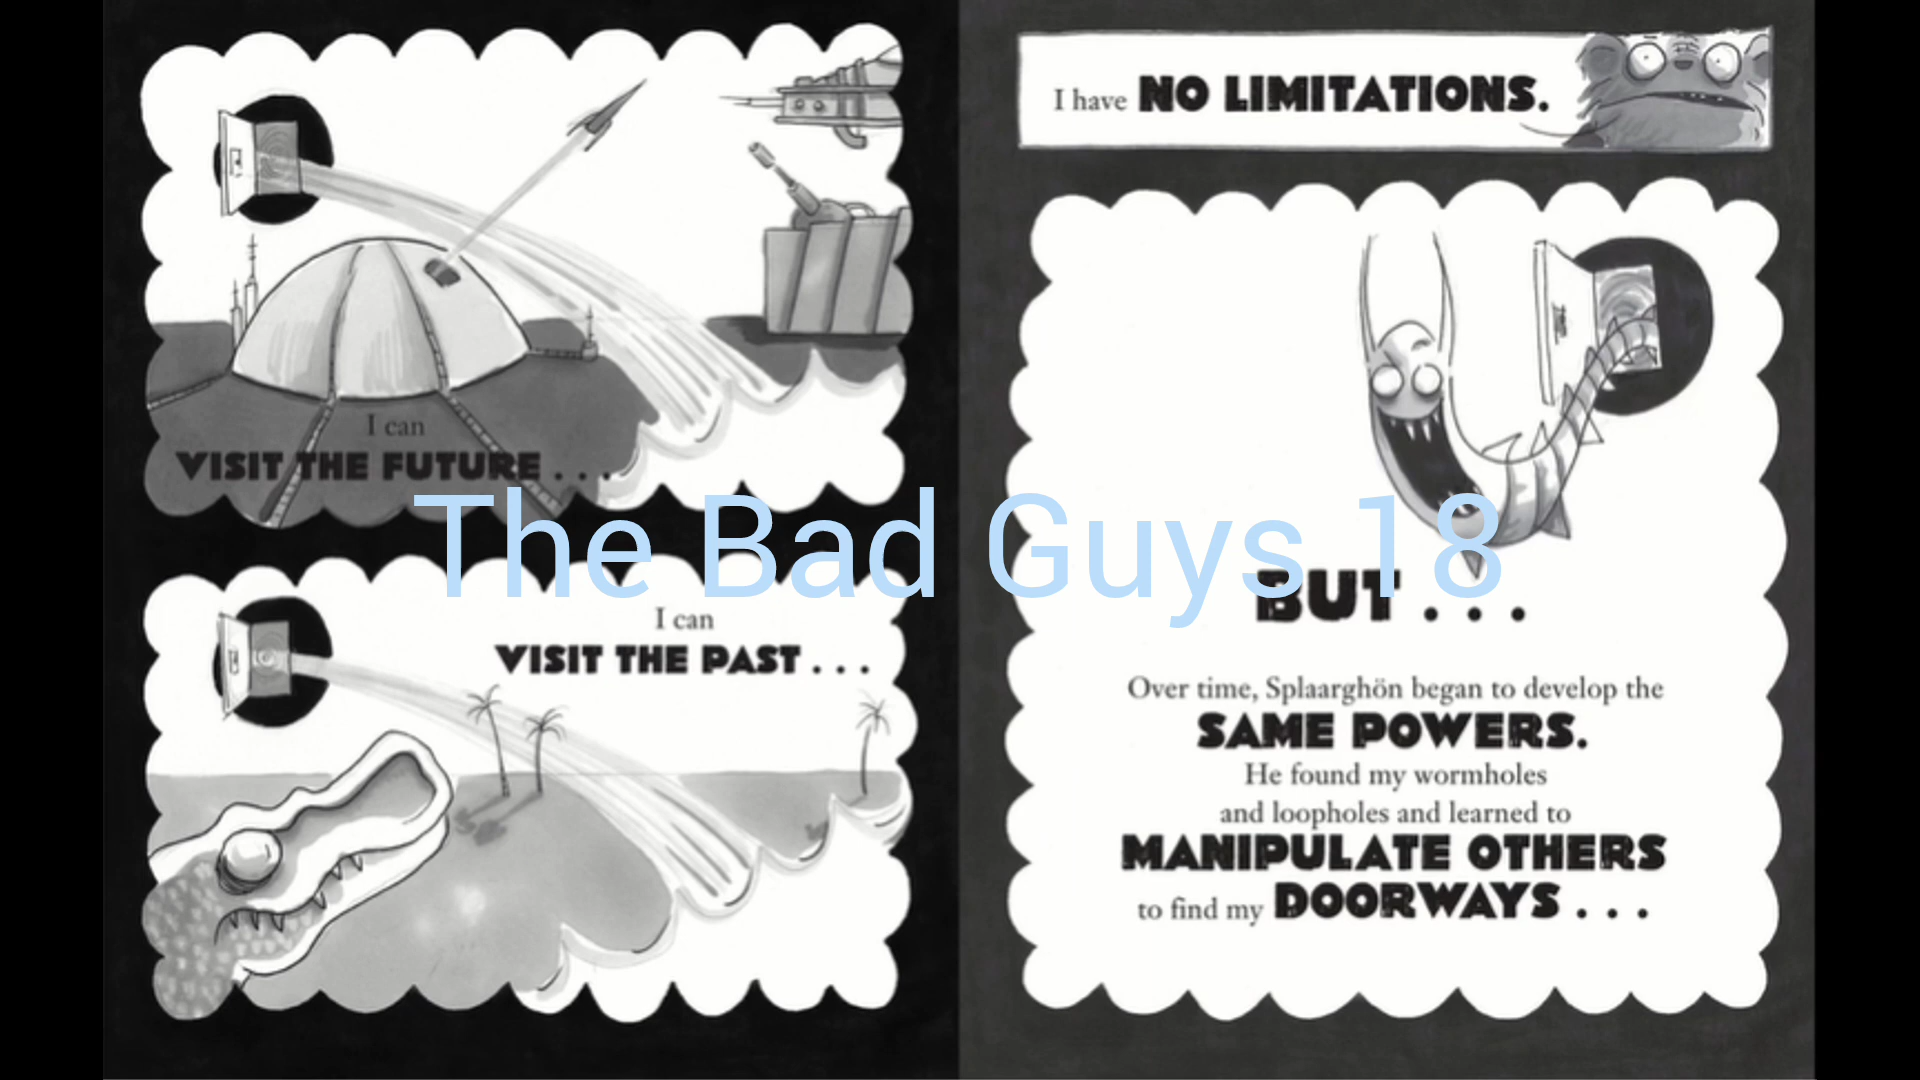 I can
VISIT THE FUTURE . . .
I can
VISIT THE PAST . . .
I have NO LIMITATIONS.
The Bad Guys 18
BUT . . .
Over time, Splaarghön began to develop the
SAME POWERS.
He found my wormholes
and loopholes and learned to
MANIPULATE OTHERS
to find my DOORWAYS . . .